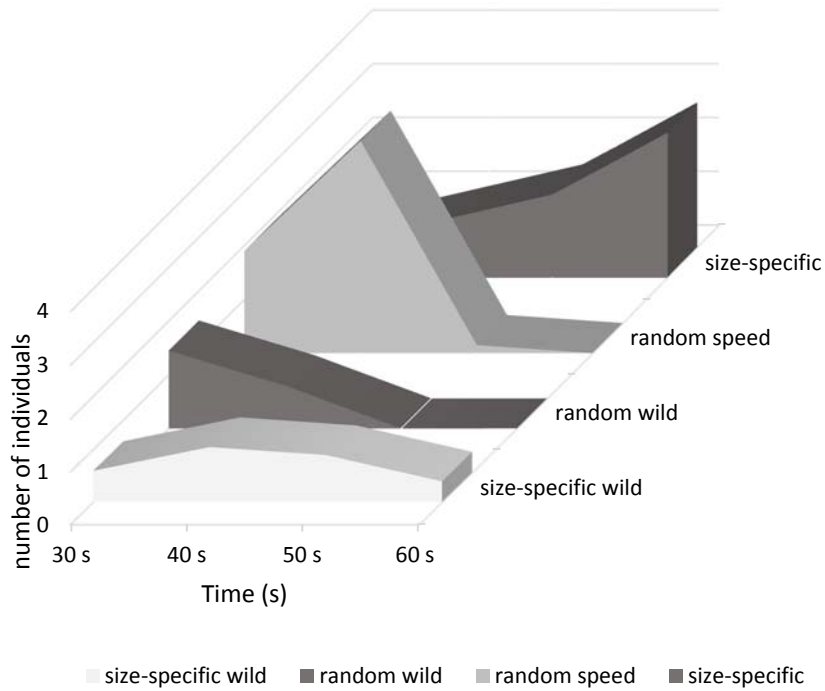 size-specific
random speed
random wild
size-specific wild
number of individuals
4
3
2
1
0
30 s 40 s 50 s 60 s
Time (s)
size-specific wild random wild random speed size-specific